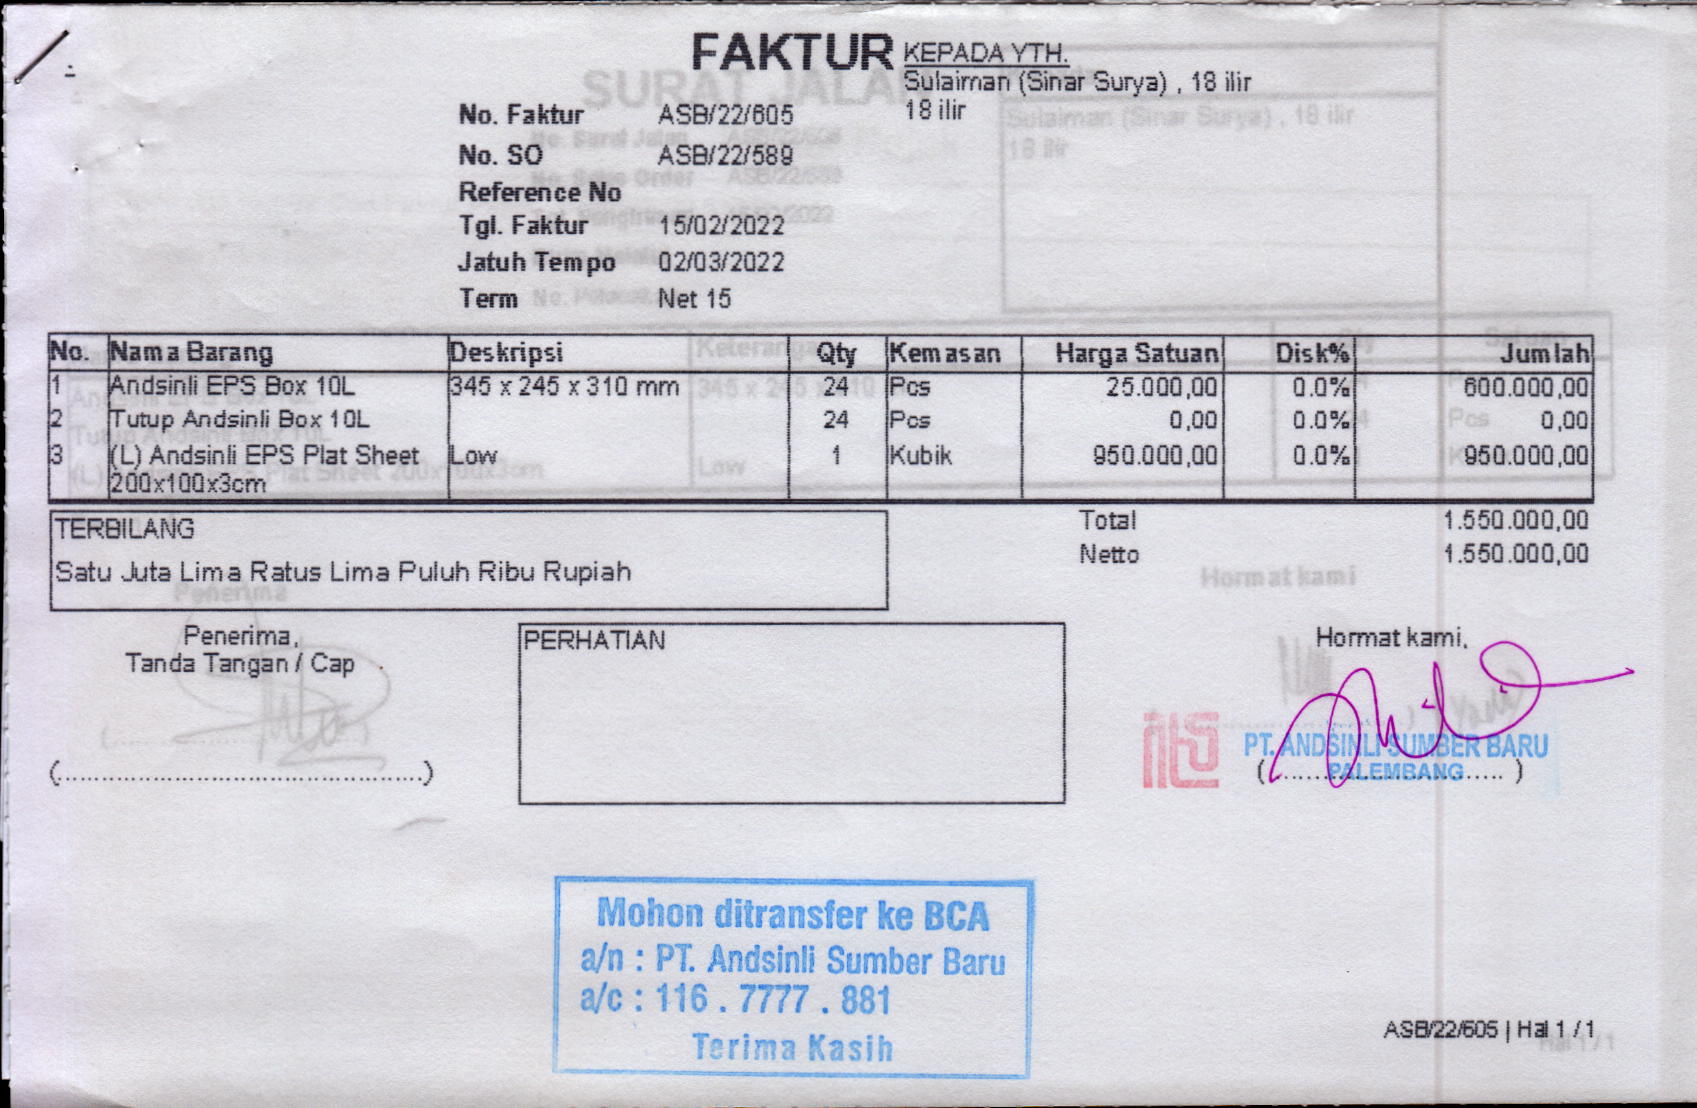 FAKTUR
KEPADA YTH.
Sulaiman (Sinar Surya) , 18 ilir
18 ilir
No. Faktur ASB/22/605
No. SO ASB/22/589
Reference No
Tgl. Faktur 15/02/2022
Jatuh Tempo 02/03/2022
Term Net 15
No. Nama Barang Deskripsi Qty Kemasan Harga Satuan Disk% Jumlah
1 Andsinli EPS Box 10L 345 x 245 x 310 mm 24 Pcs 25.000,00 0.0% 600.000,00
2 Tutup Andsinli Box 10L 24 Pcs 0,00 0.0% 0,00
3 (L) Andsinli EPS Plat Sheet Low 1 Kubik 950.000,00 0.0% 950.000,00
200x100x3cm
TERBILANG
Satu Juta Lima Ratus Lima Puluh Ribu Rupiah
Total 1.550.000,00
Netto 1.550.000,00
Penerima,
Tanda Tangan / Cap
(........................................................)
PERHATIAN
Hormat kami,
PT. ANDSINLI SUMBER BARU
PALEMBANG
Mohon ditransfer ke BCA
a/n : PT. Andsinli Sumber Baru
a/c : 116 . 7777 . 881
Terima Kasih
ASB/22/605 | Hal 1 / 1